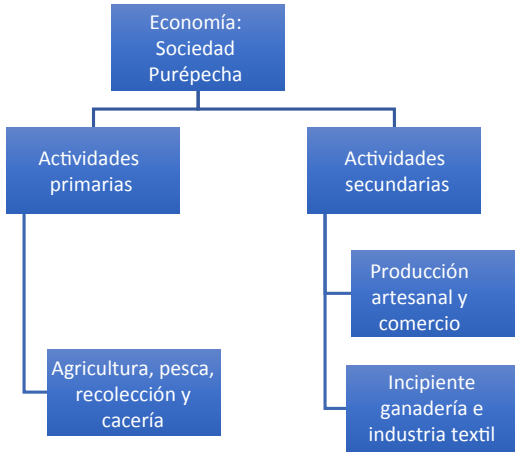 Economía:
Sociedad
Purépecha
Actividades
primarias
Actividades
secundarias
Producción
artesanal y
comercio
Agricultura, pesca,
recolección y
cacería
Incipiente
ganadería e
industria textil